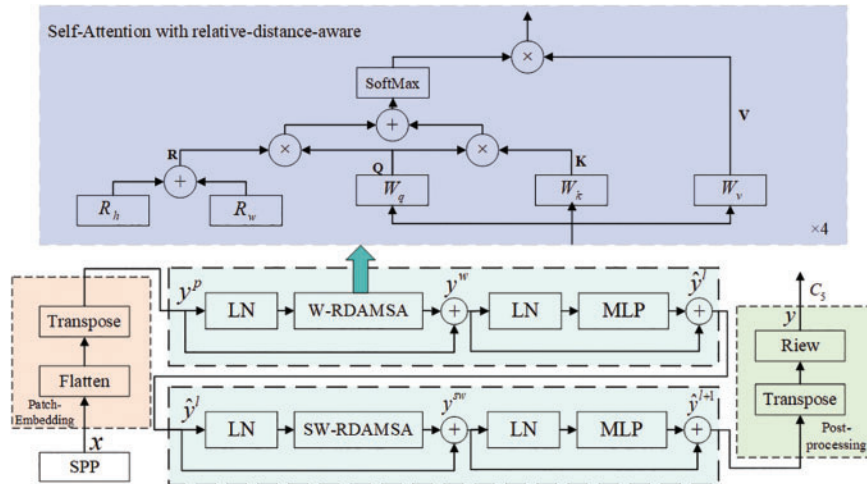 Self-Attention with relative-distance-aware
×
SoftMax
V
+
R
×
×
Q
K
+
R_h
R_w
W_q
W_k
W_v
×4
y^p
y^w
ŷ^l
C_5
y
Transpose
LN
W-RDAMSA
+
LN
MLP
+
Riew
Flatten
Patch-
Embedding
ŷ^l
y^sw
ŷ^l+1
Transpose
x
LN
SW-RDAMSA
+
LN
MLP
+
Post-
processing
SPP